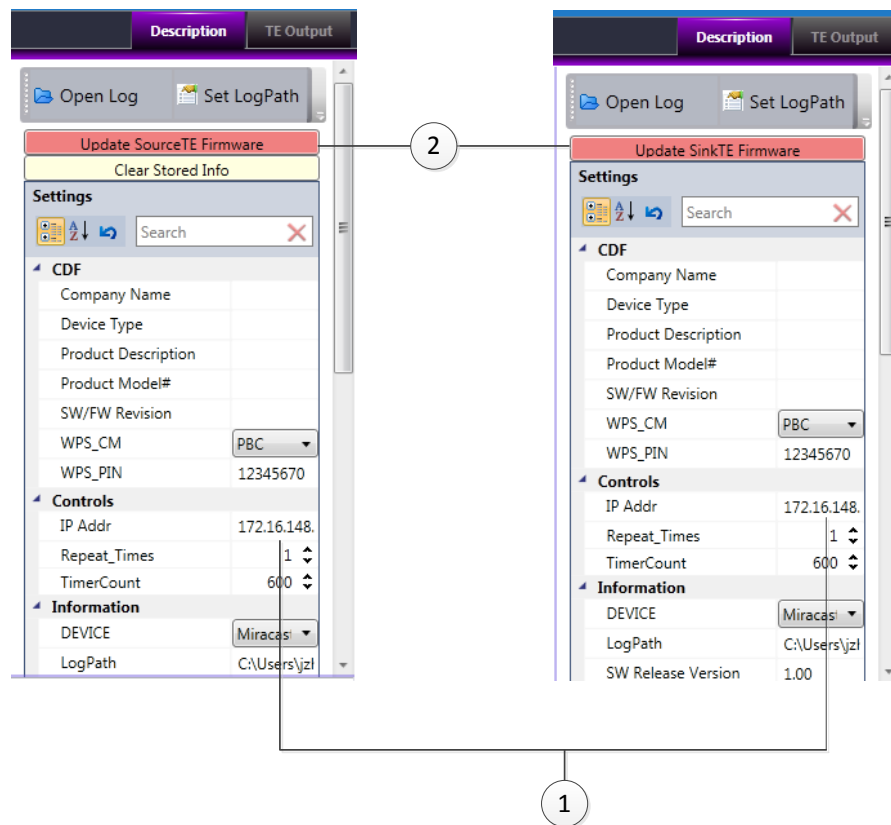 Description TE Output
Open Log Set LogPath
Update SourceTE Firmware
Clear Stored Info
Settings
Search
CDF
Company Name
Device Type
Product Description
Product Model#
SW/FW Revision
WPS_CM PBC
WPS_PIN 12345670
Controls
IP Addr 172.16.148.
Repeat_Times 1
TimerCount 600
Information
DEVICE Miracast
LogPath C:\Users\jzh
2
Description TE Output
Open Log Set LogPath
Update SinkTE Firmware
Settings
Search
CDF
Company Name
Device Type
Product Description
Product Model#
SW/FW Revision
WPS_CM PBC
WPS_PIN 12345670
Controls
IP Addr 172.16.148.
Repeat_Times 1
TimerCount 600
Information
DEVICE Miracast
LogPath C:\Users\jzh
SW Release Version 1.00
1